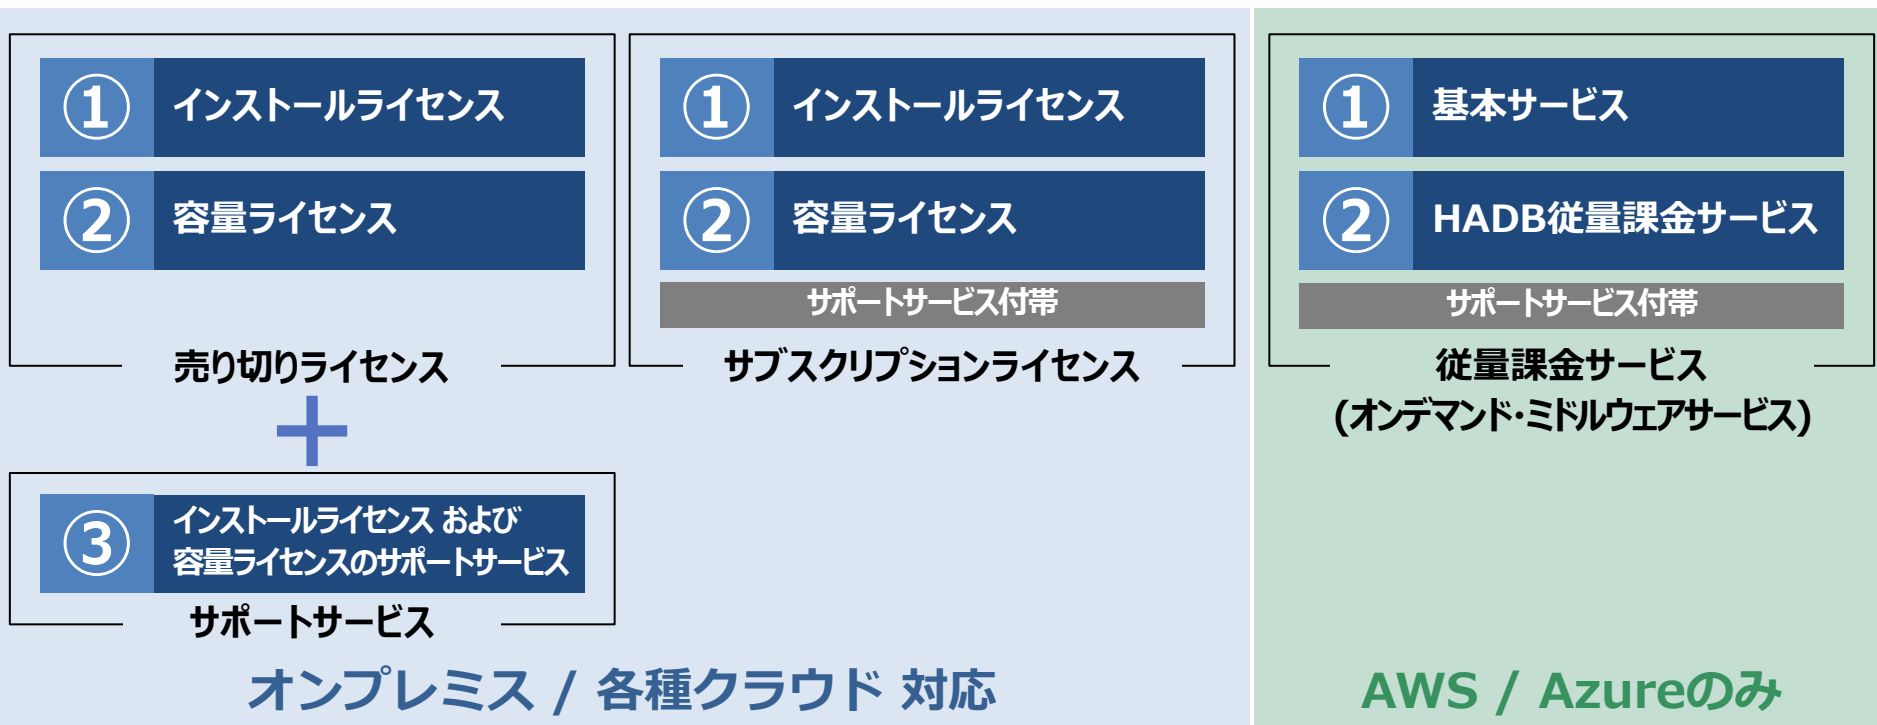 ① インストールライセンス
② 容量ライセンス
売り切りライセンス
+
③ インストールライセンス および
容量ライセンスのサポートサービス
サポートサービス
① インストールライセンス
② 容量ライセンス
サポートサービス付帯
サブスクリプションライセンス
オンプレミス / 各種クラウド 対応
① 基本サービス
② HADB従量課金サービス
サポートサービス付帯
従量課金サービス
(オンデマンド・ミドルウェアサービス)
AWS / Azureのみ